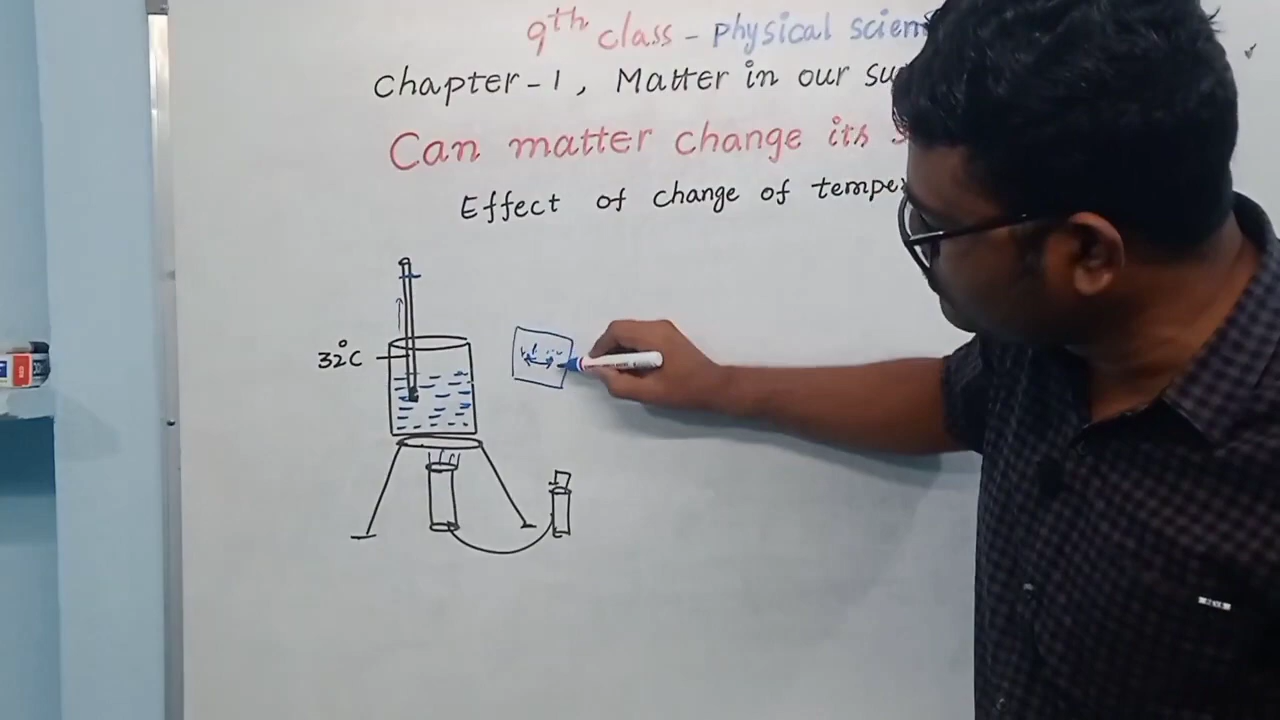 9th class - Physical scien
Chapter-1, Matter in our su
Can matter change its
Effect of change of tempe
32°C